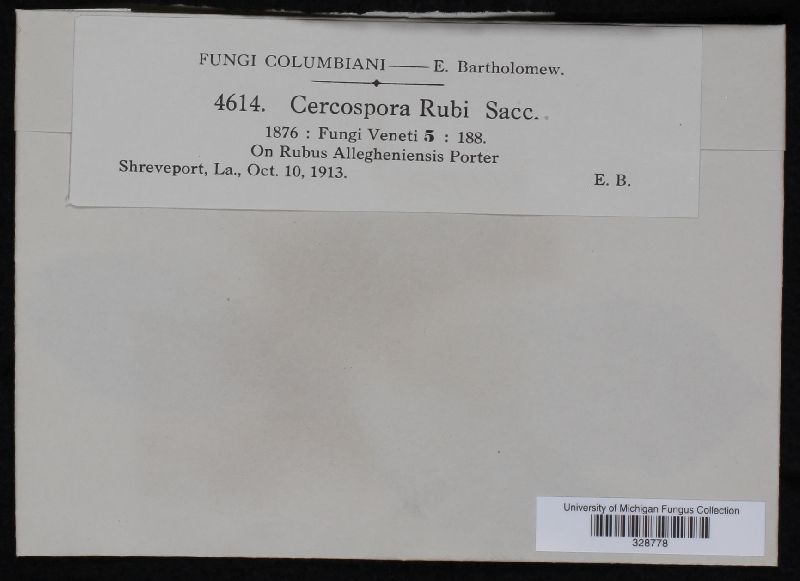 FUNGI COLUMBIANI — E. Bartholomew.
4614. Cercospora Rubi Sacc.
1876 : Fungi Veneti 5 : 188.
On Rubus Allegheniensis Porter
Shreveport, La., Oct. 10, 1913.
E. B.
University of Michigan Fungus Collection
328778